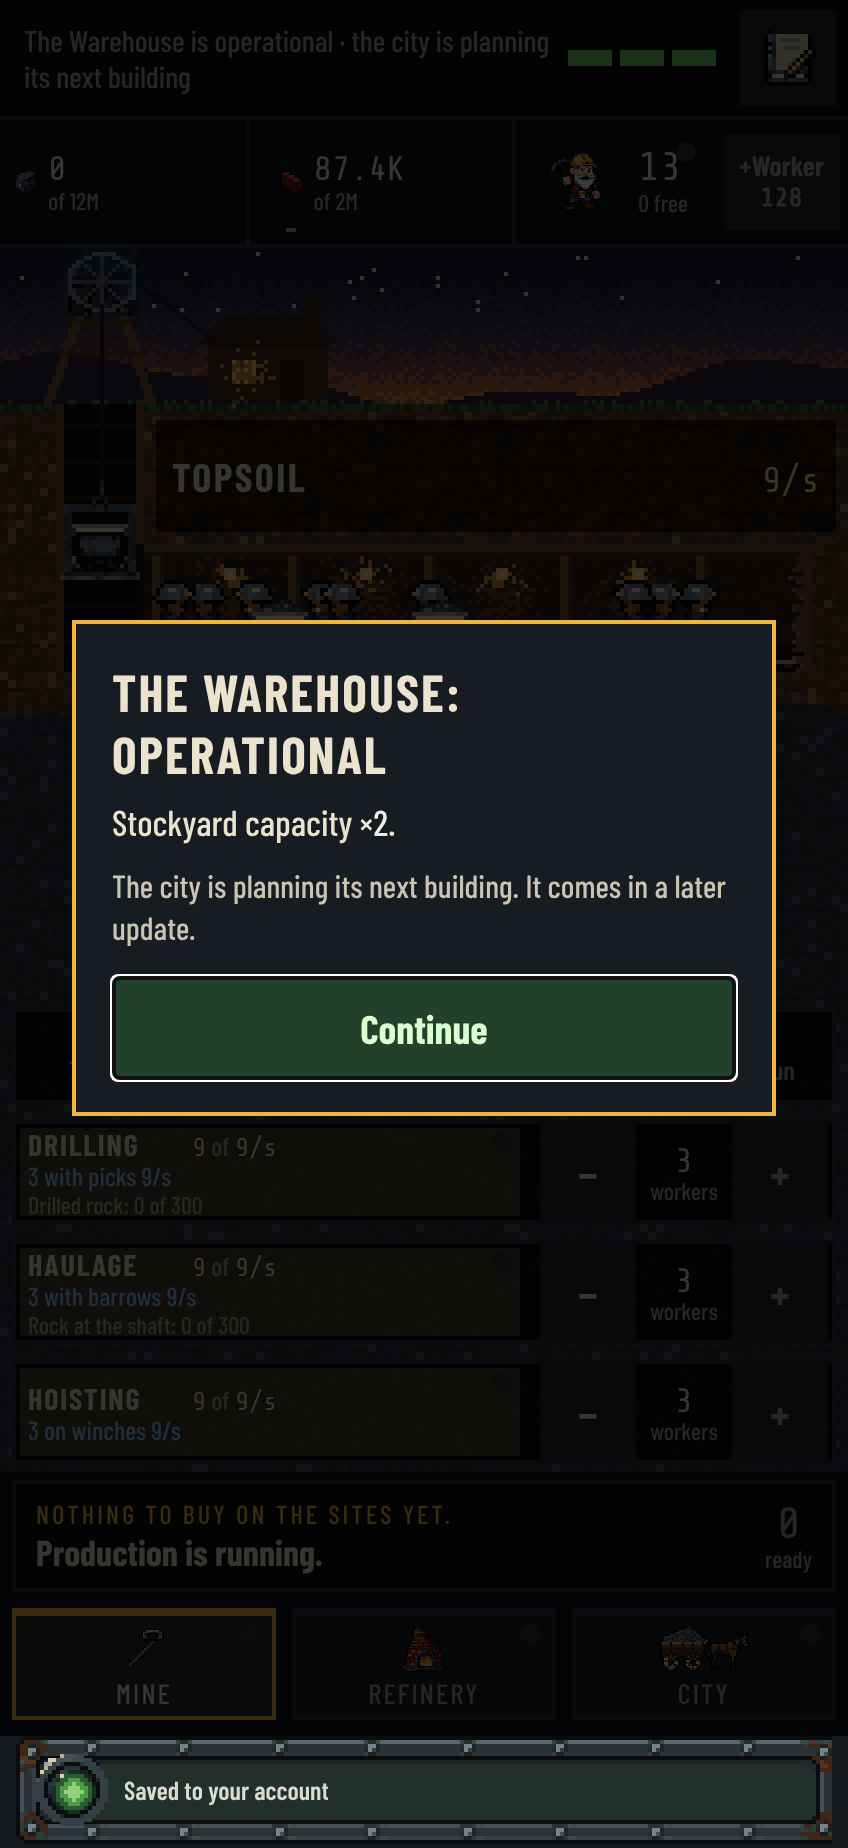 The Warehouse is operational · the city is planning
its next building
0
of 12M
87.4K
of 2M
13
0 free
+Worker
128
TOPSOIL
9/s
THE WAREHOUSE:
OPERATIONAL
Stockyard capacity ×2.
The city is planning its next building. It comes in a later
update.
Continue
un
DRILLING 9 of 9/s
3 with picks 9/s
Drilled rock: 0 of 300
−
3
workers
+
HAULAGE 9 of 9/s
3 with barrows 9/s
Rock at the shaft: 0 of 300
−
3
workers
+
HOISTING 9 of 9/s
3 on winches 9/s
−
3
workers
+
NOTHING TO BUY ON THE SITES YET.
Production is running.
0
ready
MINE
REFINERY
CITY
Saved to your account